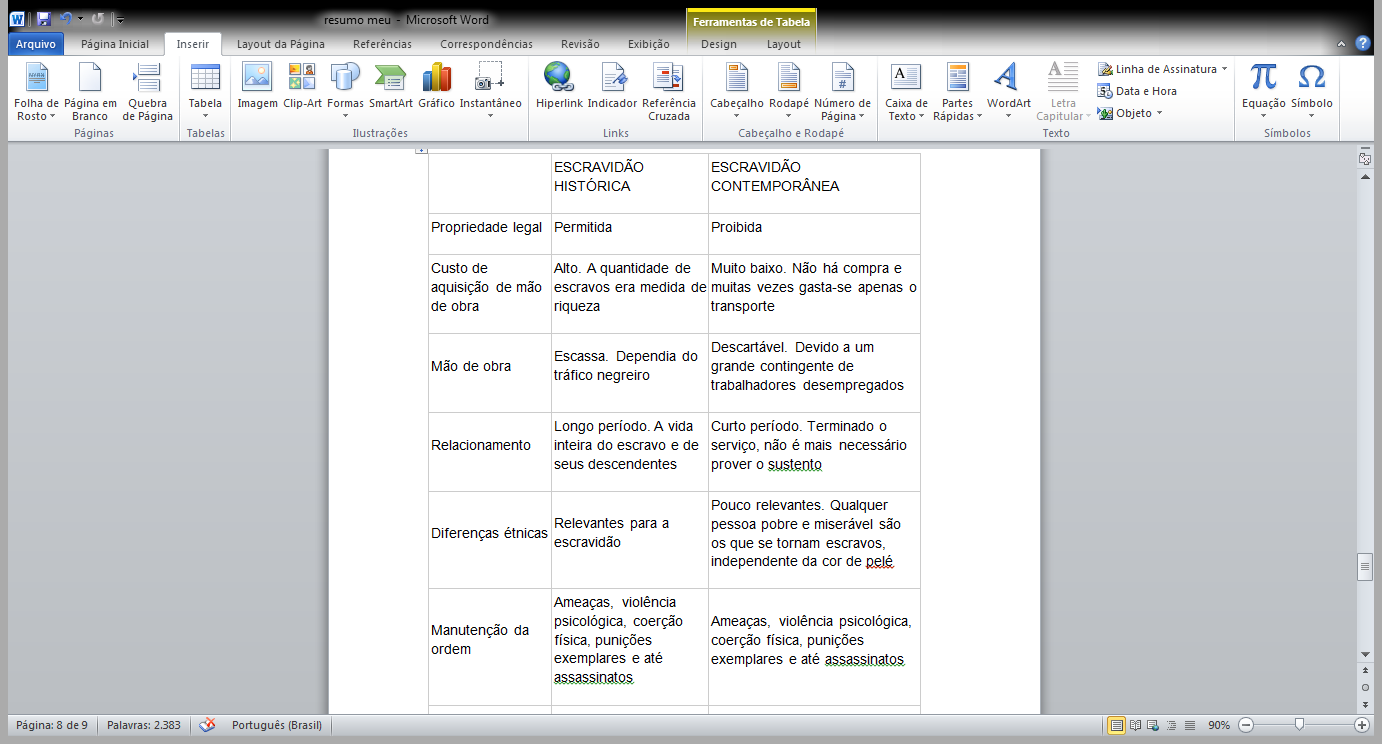 resumo meu - Microsoft Word
Ferramentas de Tabela
Arquivo
Página Inicial
Inserir
Layout da Página
Referências
Correspondências
Revisão
Exibição
Design
Layout
Folha de
Rosto
Página em
Branco
Quebra
de Página
Páginas
Tabela
Tabelas
Imagem
Clip-Art
Formas
SmartArt
Gráfico
Instantâneo
Ilustrações
Hiperlink
Indicador
Referência
Cruzada
Links
Cabeçalho
Rodapé
Número de
Página
Cabeçalho e Rodapé
Caixa de
Texto
Partes
Rápidas
WordArt
Letra
Capitular
Linha de Assinatura
Data e Hora
Objeto
Texto
Equação
Símbolo
Símbolos
ESCRAVIDÃO
HISTÓRICA
ESCRAVIDÃO
CONTEMPORÂNEA
Propriedade legal
Permitida
Proibida
Custo de
aquisição de mão
de obra
Alto. A quantidade de
escravos era medida de
riqueza
Muito baixo. Não há compra e
muitas vezes gasta-se apenas o
transporte
Mão de obra
Escassa. Dependia do
tráfico negreiro
Descartável. Devido a um
grande contingente de
trabalhadores desempregados
Relacionamento
Longo período. A vida
inteira do escravo e de
seus descendentes
Curto período. Terminado o
serviço, não é mais necessário
prover o sustento
Diferenças étnicas
Relevantes para a
escravidão
Pouco relevantes. Qualquer
pessoa pobre e miserável são
os que se tornam escravos,
independente da cor de pelé
Manutenção da
ordem
Ameaças, violência
psicológica, coerção
física, punições
exemplares e até
assassinatos
Ameaças, violência psicológica,
coerção física, punições
exemplares e até assassinatos
Página: 8 de 9
Palavras: 2.383
Português (Brasil)
90%